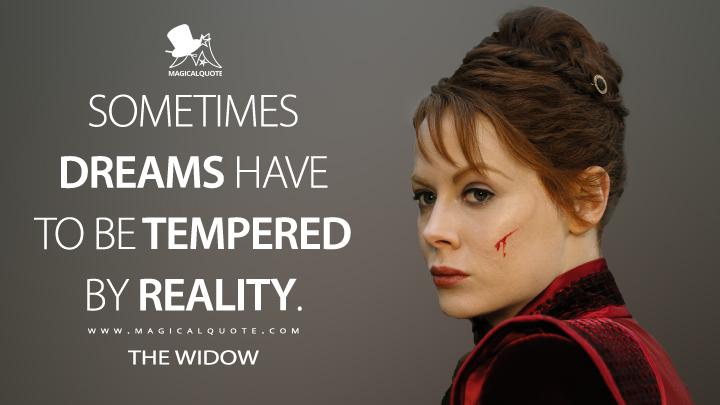 MAGICALQUOTE
SOMETIMES
DREAMS HAVE
TO BE TEMPERED
BY REALITY.
WWW.MAGICALQUOTE.COM
THE WIDOW